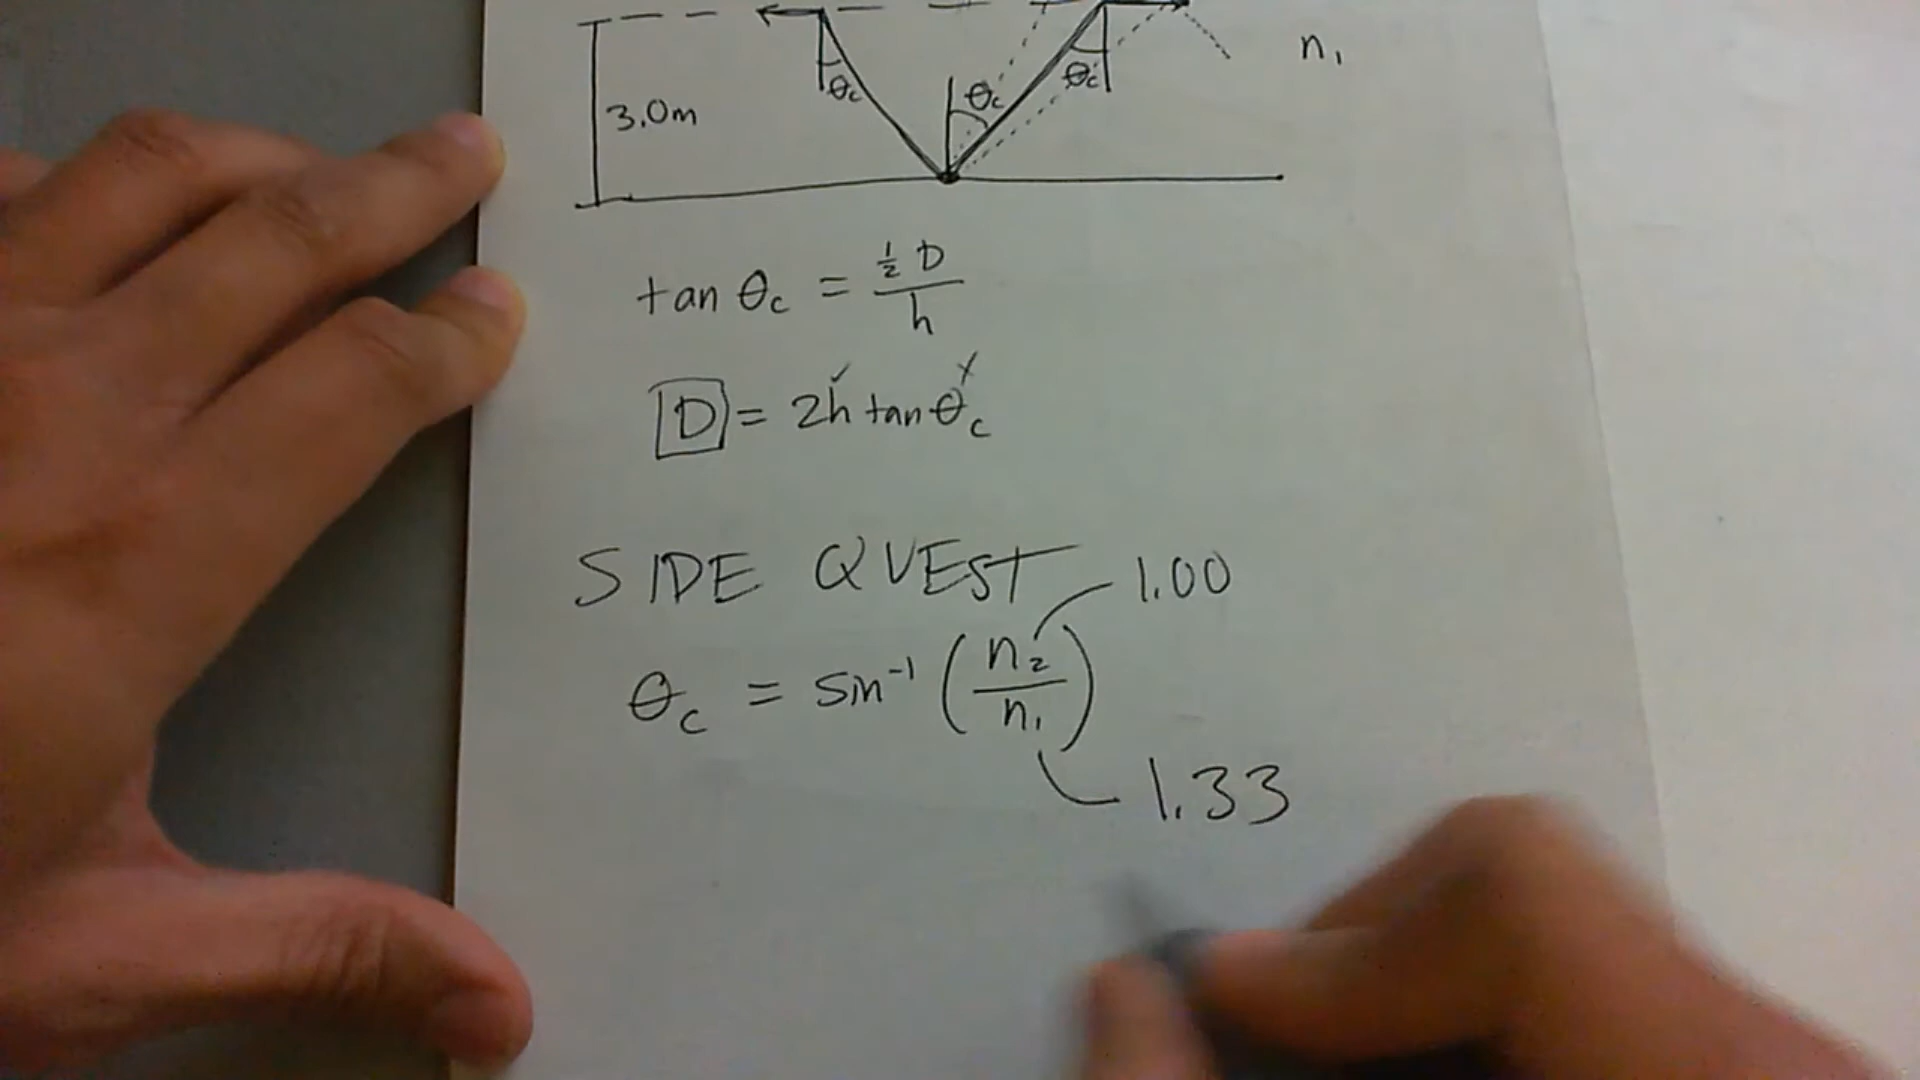 n₁
θc θc θc
3.0m
tan θc = ½ D / h
D = 2h tan θc
SIDE QUEST
1.00
θc = sin⁻¹ (n₂ / n₁)
1.33